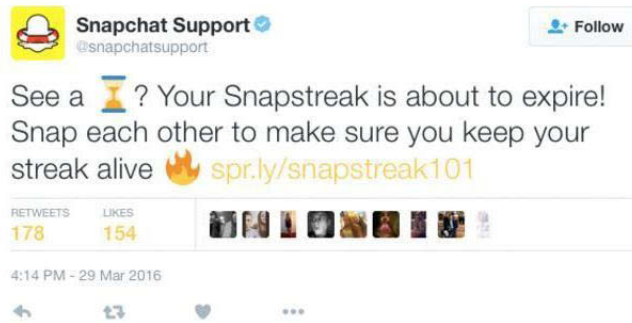 Snapchat Support
@snapchatsupport
Follow
See a ⏳? Your Snapstreak is about to expire!
Snap each other to make sure you keep your
streak alive 🔥 spr.ly/snapstreak101
RETWEETS LIKES
178 154
4:14 PM - 29 Mar 2016